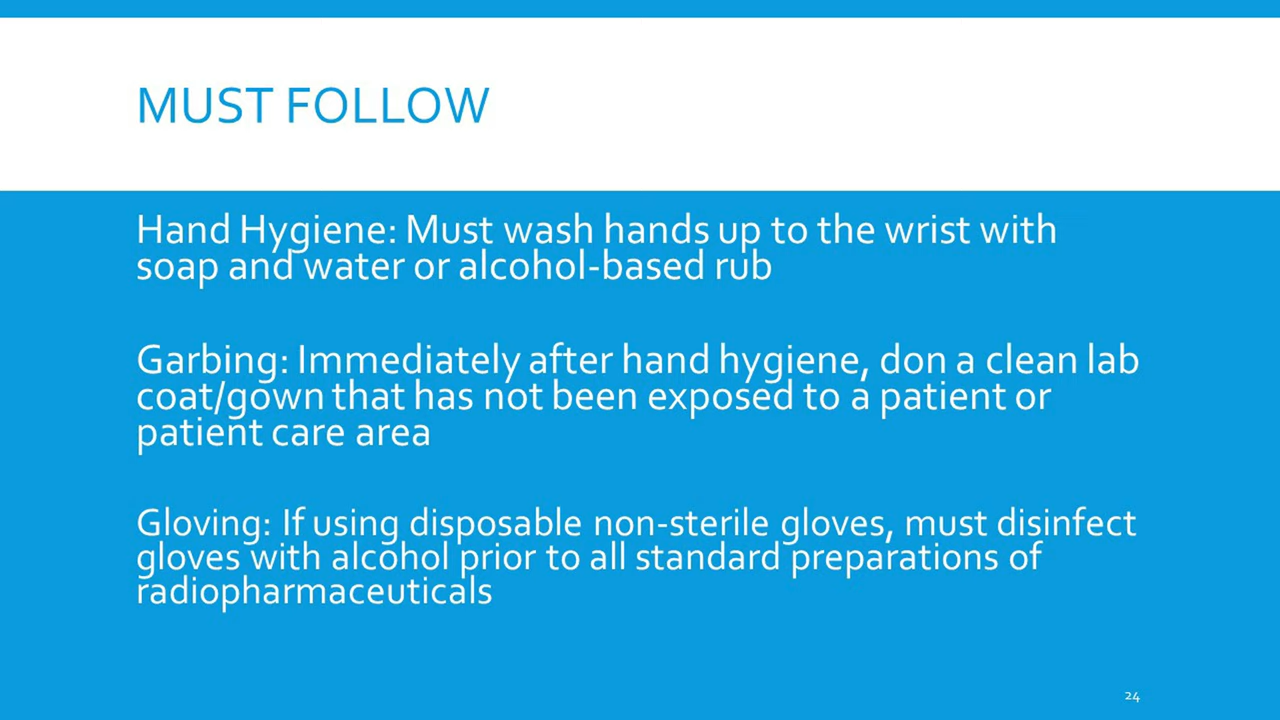 MUST FOLLOW
Hand Hygiene: Must wash hands up to the wrist with
soap and water or alcohol-based rub
Garbing: Immediately after hand hygiene, don a clean lab
coat/gown that has not been exposed to a patient or
patient care area
Gloving: If using disposable non-sterile gloves, must disinfect
gloves with alcohol prior to all standard preparations of
radiopharmaceuticals
24